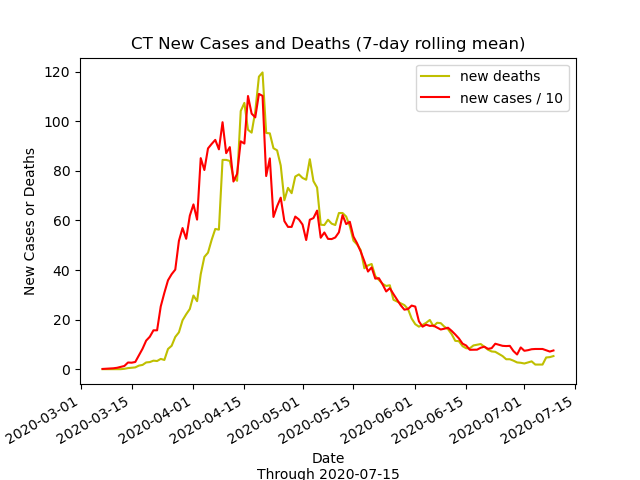 CT New Cases and Deaths (7-day rolling mean)
new deaths
new cases / 10
120
100
80
60
40
20
0
New Cases or Deaths
2020-03-01
2020-03-15
2020-04-01
2020-04-15
2020-05-01
2020-05-15
2020-06-01
2020-06-15
2020-07-01
2020-07-15
Date
Through 2020-07-15